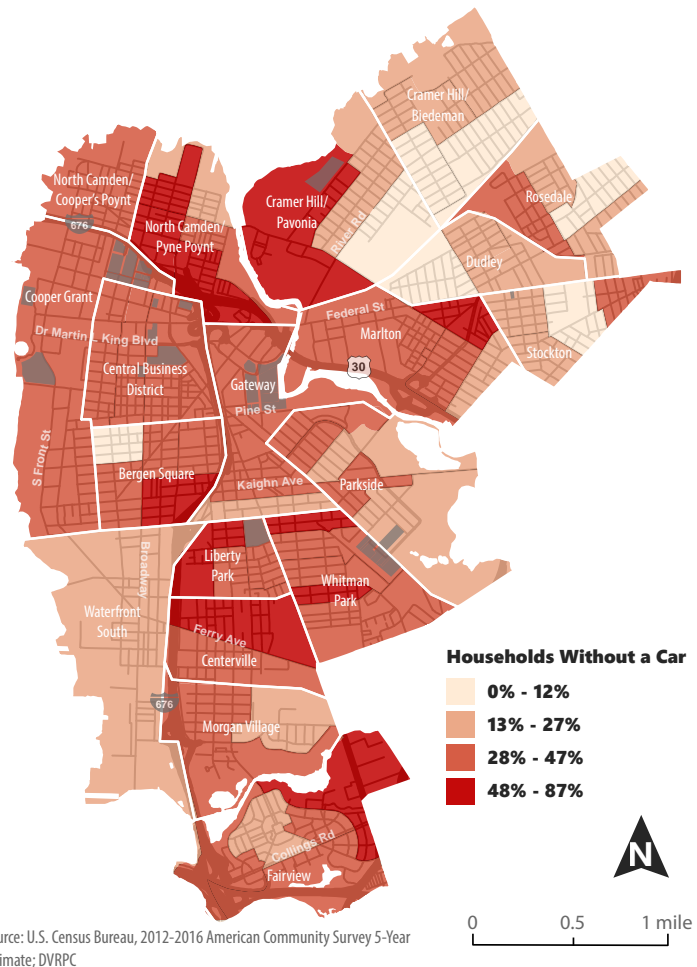 Cramer Hill/
Biedeman
North Camden/
Cooper's Poynt
Cramer Hill/
Pavonia
Rosedale
676
North Camden/
Pyne Poynt
River Rd
Dudley
Cooper Grant
Federal St
Marlton
Dr Martin L King Blvd
Stockton
Central Business
District
30
Gateway
Pine St
S Front St
Bergen Square
Kaighn Ave
Parkside
Broadway
Liberty
Park
Whitman
Park
Waterfront
South
Ferry Ave
Centerville
676
Morgan Village
Collings Rd
Fairview
Households Without a Car
0% - 12%
13% - 27%
28% - 47%
48% - 87%
N
0 0.5 1 mile
urce: U.S. Census Bureau, 2012-2016 American Community Survey 5-Year
timate; DVRPC